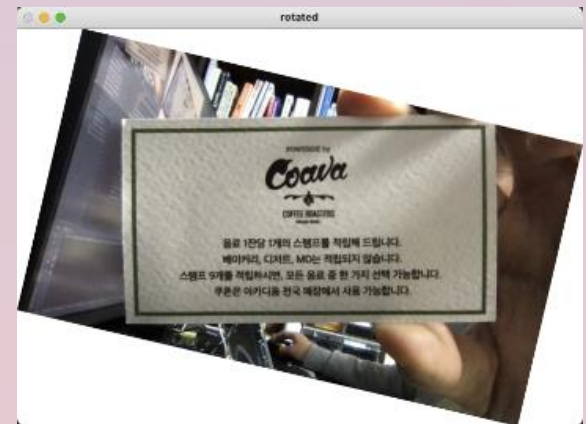 rotated
POWERED by
Coava
COFFEE ROASTERS
음료 1잔당 1개의 스탬프를 적립해 드립니다.
베이커리, 디저트, MD는 적립되지 않습니다.
스탬프 9개를 적립하시면, 모든 음료 중 한 가지 선택 가능합니다.
쿠폰은 아카디움 전국 매장에서 사용 가능합니다.